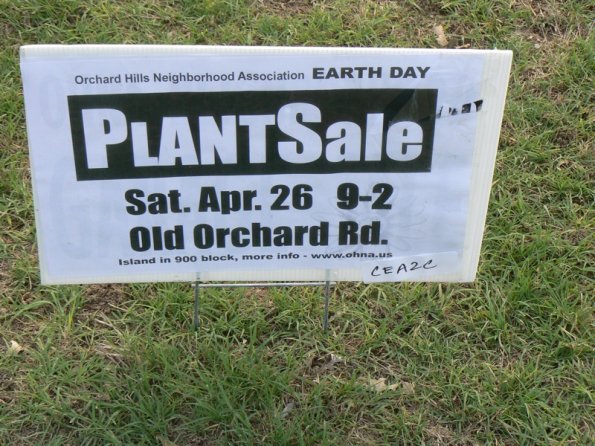 Orchard Hills Neighborhood Association EARTH DAY
PLANTSale
Sat. Apr. 26 9-2
Old Orchard Rd.
Island in 900 block, more info - www.ohna.us
CEA2C